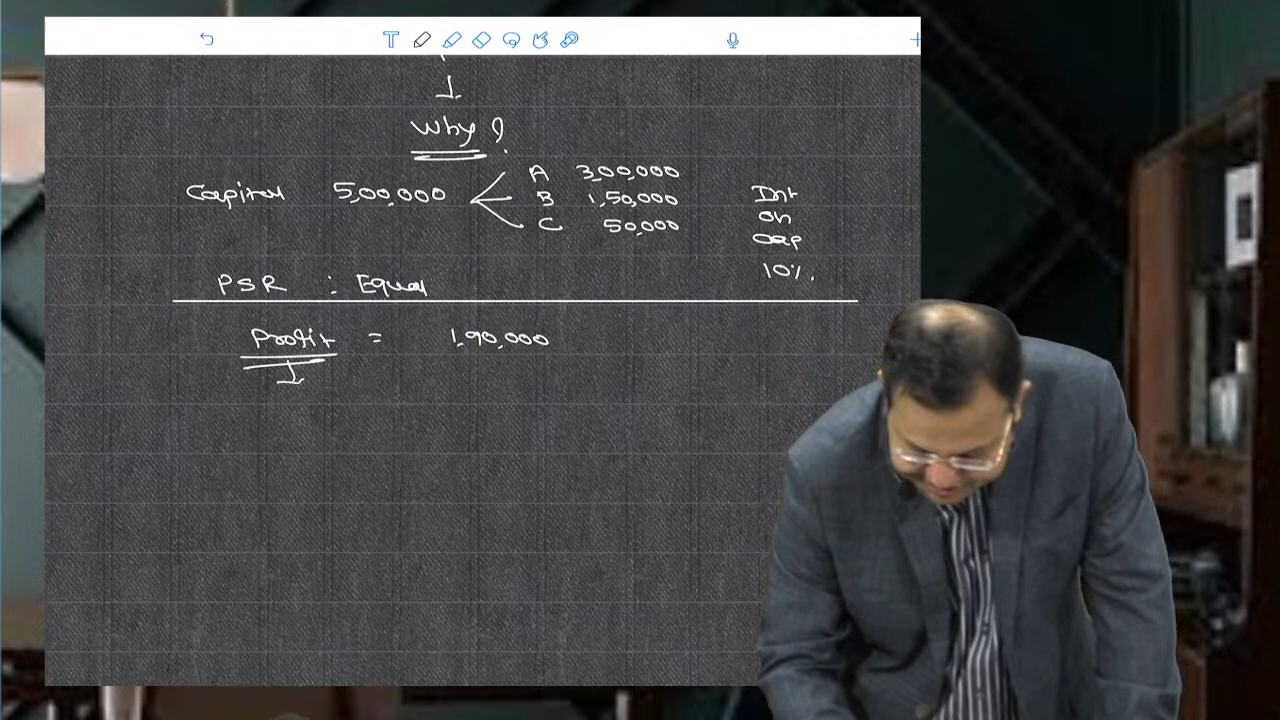 Why ?
Capital 5,00,000
A 3,00,000
B 1,50,000
C 50,000
Int
on
cap
10%.
PSR : Equal
Profit = 1,90,000